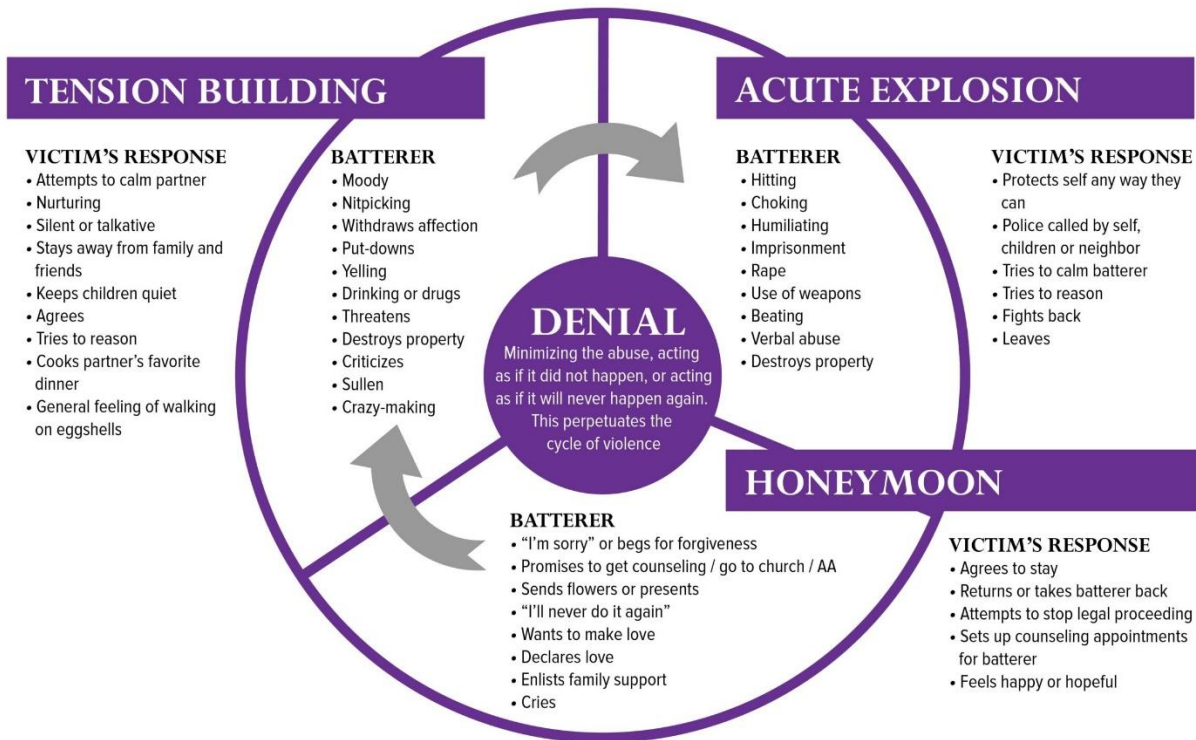 TENSION BUILDING
VICTIM'S RESPONSE
• Attempts to calm partner
• Nurturing
• Silent or talkative
• Stays away from family and
friends
• Keeps children quiet
• Agrees
• Tries to reason
• Cooks partner's favorite
dinner
• General feeling of walking
on eggshells
BATTERER
• Moody
• Nitpicking
• Withdraws affection
• Put-downs
• Yelling
• Drinking or drugs
• Threatens
• Destroys property
• Criticizes
• Sullen
• Crazy-making
ACUTE EXPLOSION
BATTERER
• Hitting
• Choking
• Humiliating
• Imprisonment
• Rape
• Use of weapons
• Beating
• Verbal abuse
• Destroys property
VICTIM'S RESPONSE
• Protects self any way they
can
• Police called by self,
children or neighbor
• Tries to calm batterer
• Tries to reason
• Fights back
• Leaves
DENIAL
Minimizing the abuse, acting
as if it did not happen, or acting
as if it will never happen again.
This perpetuates the
cycle of violence
HONEYMOON
BATTERER
• “I'm sorry” or begs for forgiveness
• Promises to get counseling / go to church / AA
• Sends flowers or presents
• “I'll never do it again”
• Wants to make love
• Declares love
• Enlists family support
• Cries
VICTIM'S RESPONSE
• Agrees to stay
• Returns or takes batterer back
• Attempts to stop legal proceeding
• Sets up counseling appointments
for batterer
• Feels happy or hopeful